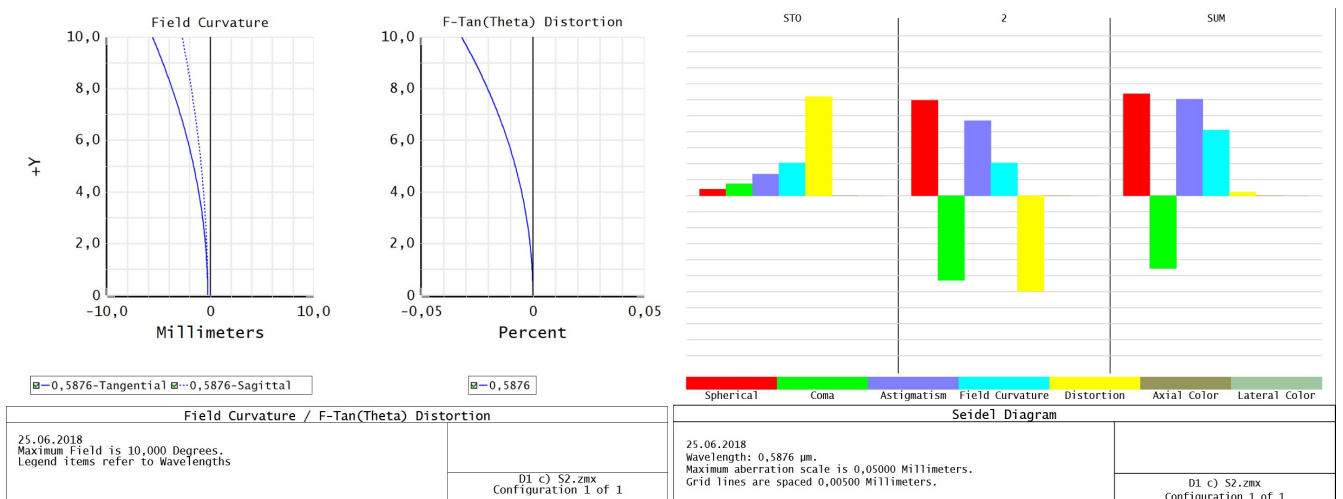 Field Curvature
F-Tan(Theta) Distortion
+Y
10,0
8,0
6,0
4,0
2,0
0
-10,0
0
10,0
Millimeters
10,0
8,0
6,0
4,0
2,0
0
-0,05
0
0,05
Percent
0,5876-Tangential
0,5876-Sagittal
0,5876
Field Curvature / F-Tan(Theta) Distortion
25.06.2018
Maximum Field is 10,000 Degrees.
Legend items refer to Wavelengths
D1 c) S2.zmx
Configuration 1 of 1
STO
2
SUM
Spherical
Coma
Astigmatism
Field Curvature
Distortion
Axial Color
Lateral Color
Seidel Diagram
25.06.2018
Wavelength: 0,5876 µm.
Maximum aberration scale is 0,05000 Millimeters.
Grid lines are spaced 0,00500 Millimeters.
D1 c) S2.zmx
Configuration 1 of 1